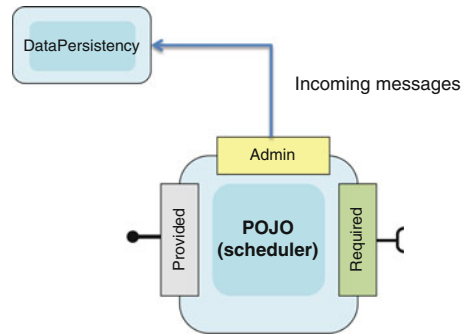 DataPersistency
Incoming messages
Admin
Provided
POJO
(scheduler)
Required